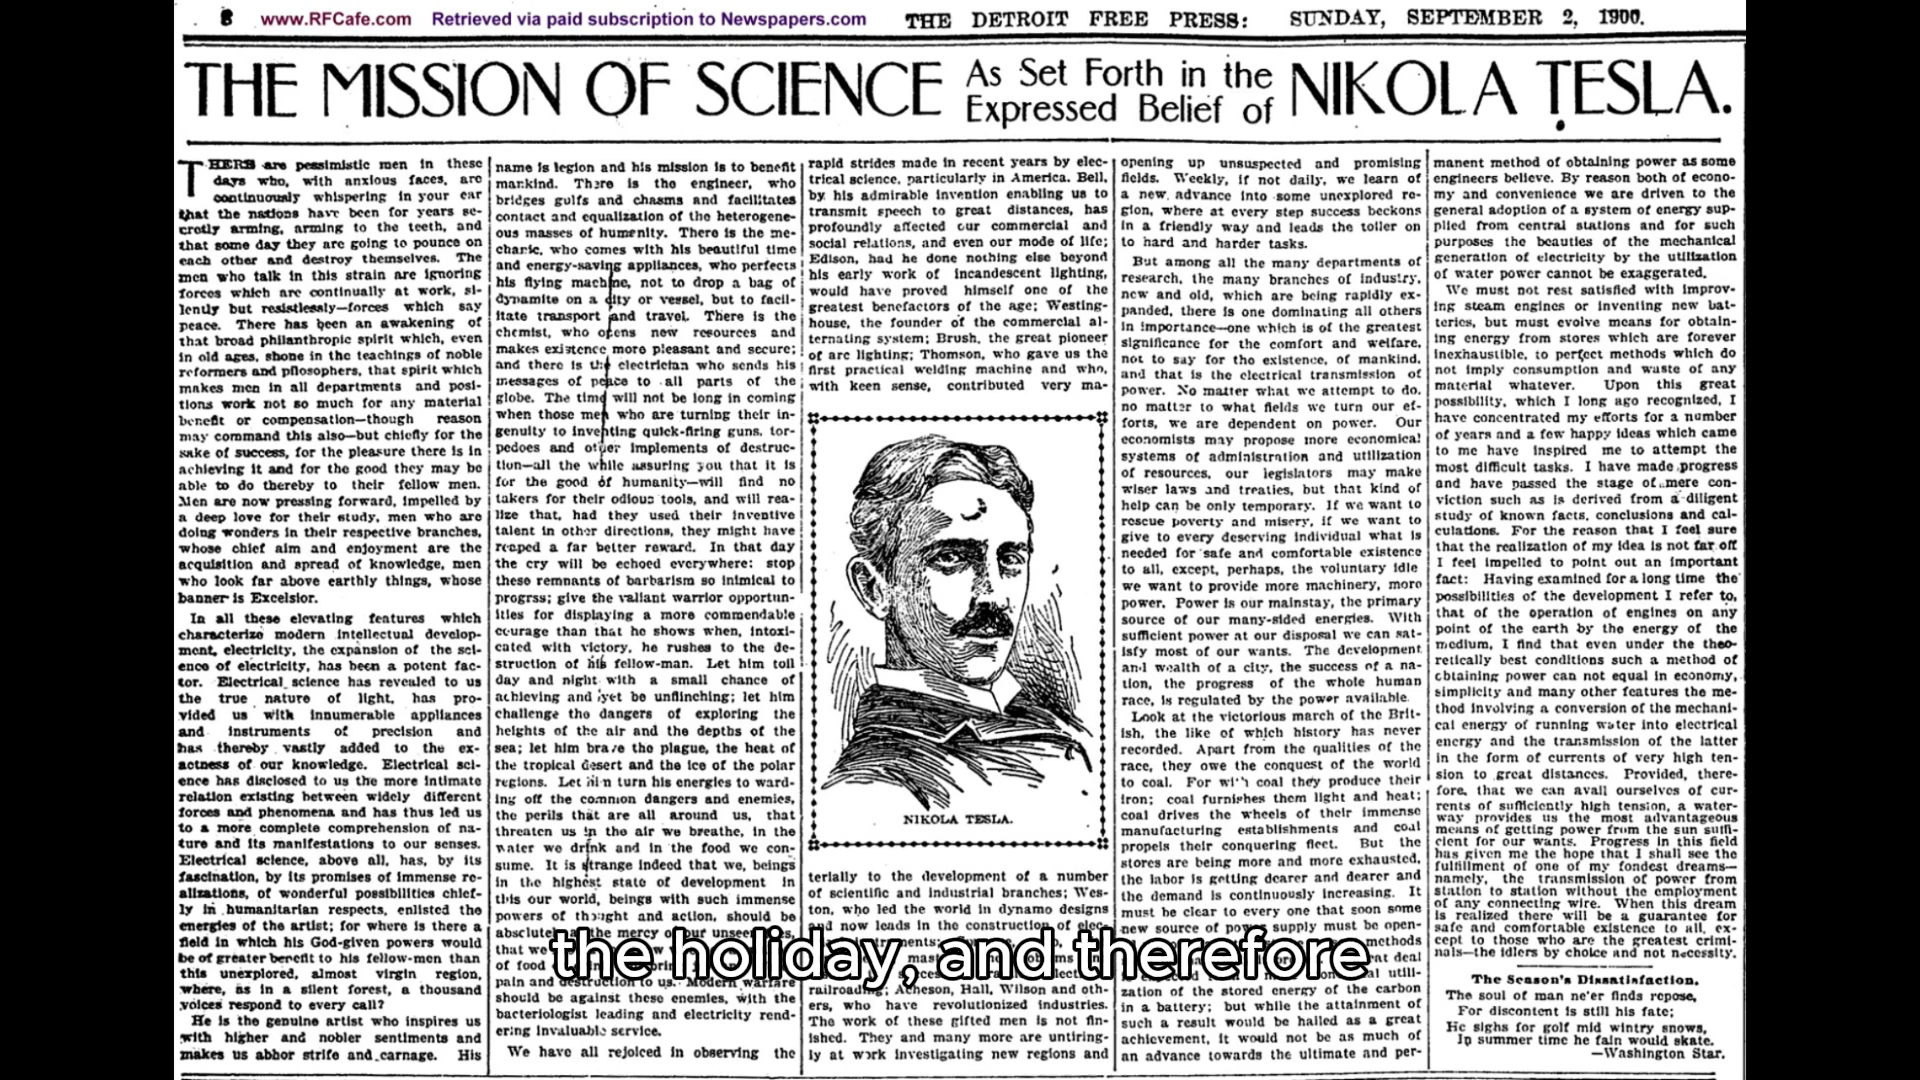 8 www.RFCafe.com Retrieved via paid subscription to Newspapers.com THE DETROIT FREE PRESS: SUNDAY, SEPTEMBER 2, 1900.
THE MISSION OF SCIENCE As Set Forth in the Expressed Belief of NIKOLA TESLA.
THERE are pessimistic men in these
days who, with anxious faces, are
continuously whispering in your ear
that the nations have been for years se-
cretly arming, arming to the teeth, and
that some day they are going to pounce on
each other and destroy themselves. The
men who talk in this strain are ignoring
forces which are continually at work, si-
lently but resistlessly—forces which say
peace. There has been an awakening of
that broad philanthropic spirit which, even
in old ages, shone in the teachings of noble
reformers and pilosophers, that spirit which
makes men in all departments and posi-
tions work not so much for any material
benefit or compensation—though reason
may command this also—but chiefly for the
sake of success, for the pleasure there is in
achieving it and for the good they may be
able to do thereby to their fellow men.
Men are now pressing forward, impelled by
a deep love for their study, men who are
doing wonders in their respective branches,
whose chief aim and enjoyment are the
acquisition and spread of knowledge, men
who look far above earthly things, whose
banner is Excelsior.
In all these elevating features which
characterize modern intellectual develop-
ment, electricity, the expansion of the sci-
ence of electricity, has been a potent fac-
tor. Electrical science has revealed to us
the true nature of light, has pro-
vided us with innumerable appliances
and instruments of precision and
has thereby vastly added to the ex-
actness of our knowledge. Electrical sci-
ence has disclosed to us the more intimate
relation existing between widely different
forces and phenomena and has thus led us
to a more complete comprehension of na-
ture and its manifestations to our senses.
Electrical science, above all, has, by its
fascination, by its promises of immense re-
alizations, of wonderful possibilities chief-
ly in humanitarian respects, enlisted the
energies of the artist; for where is there a
field in which his God-given powers would
be of greater benefit to his fellow-men than
this unexplored, almost virgin region,
where, as in a silent forest, a thousand
voices respond to every call?
He is the genuine artist who inspires us
with higher and nobler sentiments and
makes us abhor strife and carnage. His
name is legion and his mission is to benefit
mankind. There is the engineer, who
bridges gulfs and chasms and facilitates
contact and equalization of the heterogene-
ous masses of humanity. There is the me-
chanic, who comes with his beautiful time
and energy-saving appliances, who perfects
his flying machine, not to drop a bag of
dynamite on a city or vessel, but to facil-
itate transport and travel. There is the
chemist, who opens new resources and
makes existence more pleasant and secure;
and there is the electrician who sends his
messages of peace to all parts of the
globe. The time will not be long in coming
when those men who are turning their in-
genuity to inventing quick-firing guns, tor-
pedoes and other implements of destruc-
tion—all the while assuring you that it is
for the good of humanity—will find no
takers for their odious tools, and will rea-
lize that, had they used their inventive
talent in other directions, they might have
reaped a far better reward. In that day
the cry will be echoed everywhere: stop
these remnants of barbarism so inimical to
progrss; give the valiant warrior opportun-
ities for displaying a more commendable
courage than that he shows when, intoxi-
cated with victory, he rushes to the de-
struction of his fellow-man. Let him toll
day and night with a small chance of
achieving and yet be unflinching; let him
challenge the dangers of exploring the
heights of the air and the depths of the
sea; let him brave the plague, the heat of
the tropical desert and the ice of the polar
regions. Let him turn his energies to ward-
ing off the common dangers and enemies,
the perils that are all around us, that
threaten us in the air we breathe, in the
water we drink and in the food we con-
sume. It is strange indeed that we, beings
in the highest state of development in
this our world, beings with such immense
powers of thought and action, should be
absolutely the mercy of our unseen
that we
of food
pain and destruction to us. Modern warfare
should be against these enemies, with the
bacteriologist leading and electricity rend-
ering invaluable service.
We have all rejoiced in observing the
rapid strides made in recent years by elec-
trical science, particularly in America. Bell,
by his admirable invention enabling us to
transmit speech to great distances, has
profoundly affected our commercial and
social relations, and even our mode of life;
Edison, had he done nothing else beyond
his early work of incandescent lighting,
would have proved himself one of the
greatest benefactors of the age; Westing-
house, the founder of the commercial al-
ternating system; Brush, the great pioneer
of arc lighting; Thomson, who gave us the
first practical welding machine and who,
with keen sense, contributed very ma-
NIKOLA TESLA.
terially to the development of a number
of scientific and industrial branches; Wes-
ton, who led the world in dynamo designs
and now leads in the construction of elec-
railroading; Acheson, Hall, Wilson and oth-
ers, who have revolutionized industries.
The work of these gifted men is not fin-
ished. They and many more are untiring-
ly at work investigating new regions and
opening up unsuspected and promising
fields. Weekly, if not daily, we learn of
a new advance into some unexplored re-
gion, where at every step success beckons
in a friendly way and leads the toiler on
to hard and harder tasks.
But among all the many departments of
research, the many branches of industry,
new and old, which are being rapidly ex-
panded, there is one dominating all others
in importance—one which is of the greatest
significance for the comfort and welfare,
not to say for the existence, of mankind,
and that is the electrical transmission of
power. No matter what we attempt to do,
no matter to what fields we turn our ef-
forts, we are dependent on power. Our
economists may propose more economical
systems of administration and utilization
of resources, our legislators may make
wiser laws and treaties, but that kind of
help can be only temporary. If we want to
rescue poverty and misery, if we want to
give to every deserving individual what is
needed for safe and comfortable existence
to all, except, perhaps, the voluntary idle
we want to provide more machinery, more
power. Power is our mainstay, the primary
source of our many-sided energies. With
sufficient power at our disposal we can sat-
isfy most of our wants. The development
and wealth of a city, the success of a na-
tion, the progress of the whole human
race, is regulated by the power available.
Look at the victorious march of the Brit-
ish, the like of which history has never
recorded. Apart from the qualities of the
race, they owe the conquest of the world
to coal. For with coal they produce their
iron; coal furnishes them light and heat;
coal drives the wheels of their immense
manufacturing establishments and coal
propels their conquering fleet. But the
stores are being more and more exhausted,
the labor is getting dearer and dearer and
the demand is continuously increasing. It
must be clear to every one that soon some
new source of power supply must be open-
methods
deal
utili-
zation of the stored energy of the carbon
in a battery; but while the attainment of
such a result would be hailed as a great
achievement, it would not be as much of
an advance towards the ultimate and per-
manent method of obtaining power as some
engineers believe. By reason both of econo-
my and convenience we are driven to the
general adoption of a system of energy sup-
plied from central stations and for such
purposes the beauties of the mechanical
generation of electricity by the utilization
of water power cannot be exaggerated.
We must not rest satisfied with improv-
ing steam engines or inventing new bat-
teries, but must evolve means for obtain-
ing energy from stores which are forever
inexhaustible, to perfect methods which do
not imply consumption and waste of any
material whatever. Upon this great
possibility, which I long ago recognized, I
have concentrated my efforts for a number
of years and a few happy ideas which came
to me have inspired me to attempt the
most difficult tasks. I have made progress
and have passed the stage of mere con-
viction such as is derived from a diligent
study of known facts, conclusions and cal-
culations. For the reason that I feel sure
that the realization of my idea is not far off
I feel impelled to point out an important
fact: Having examined for a long time the
possibilities of the development I refer to,
that of the operation of engines on any
point of the earth by the energy of the
medium, I find that even under the theo-
retically best conditions such a method of
obtaining power can not equal in economy,
simplicity and many other features the me-
thod involving a conversion of the mechani-
cal energy of running water into electrical
energy and the transmission of the latter
in the form of currents of very high ten-
sion to great distances. Provided, there-
fore, that we can avail ourselves of cur-
rents of sufficiently high tension, a water-
way provides us the most advantageous
means of getting power from the sun suffi-
cient for our wants. Progress in this field
has given me the hope that I shall see the
fulfillment of one of my fondest dreams—
namely, the transmission of power from
station to station without the employment
of any connecting wire. When this dream
is realized there will be a guarantee for
safe and comfortable existence to all, ex-
cept to those who are the greatest crimi-
nals—the idlers by choice and not necessity.
The Season's Dissatisfaction.
The soul of man ne'er finds repose,
For discontent is still his fate;
He sighs for golf mid wintry snows,
In summer time he fain would skate.
—Washington Star.
the holiday, and therefore